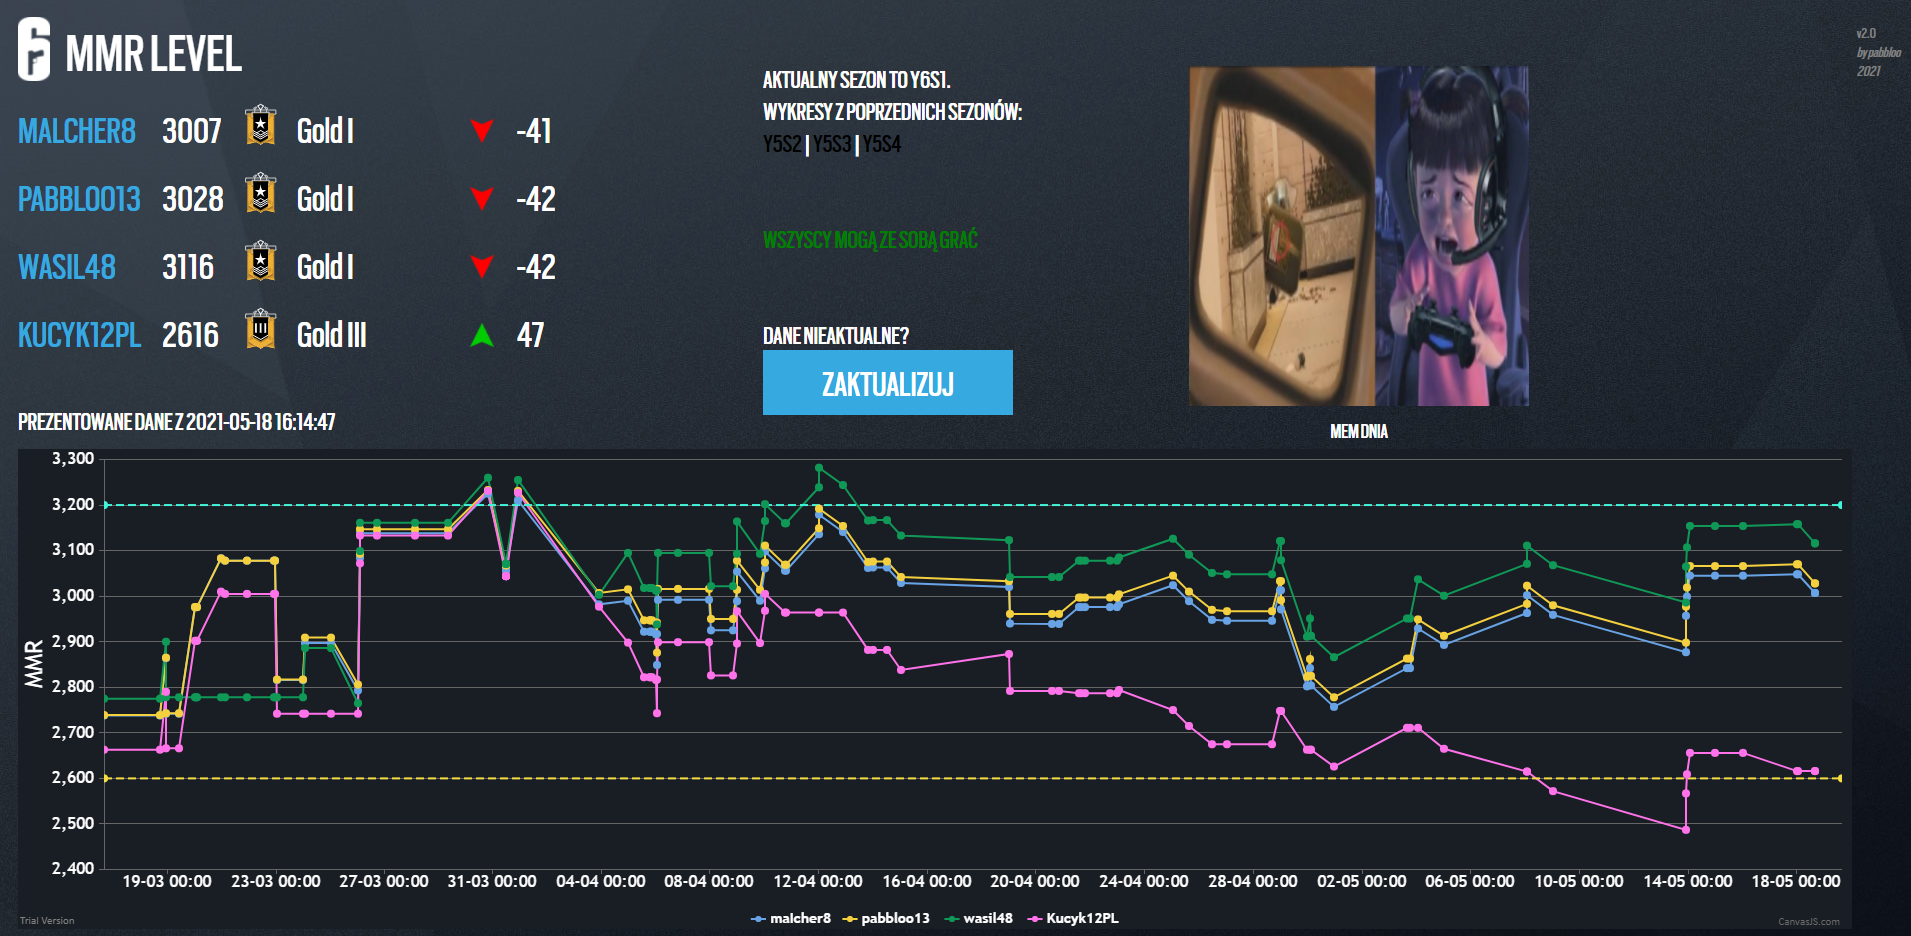 MMR LEVEL
MALCHER8 3007 Gold I -41
PABBLOO13 3028 Gold I -42
WASIL48 3116 Gold I -42
KUCYK12PL 2616 III Gold III 47
PREZENTOWANE DANE Z 2021-05-18 16:14:47
AKTUALNY SEZON TO Y6S1.
WYKRESY Z POPRZEDNICH SEZONÓW:
Y5S2 | Y5S3 | Y5S4
WSZYSCY MOGĄ ZE SOBĄ GRAĆ
DANE NIEAKTUALNE?
ZAKTUALIZUJ
MEM DNIA
v2.0
by pabbloo
2021
3,300
3,200
3,100
3,000
2,900
2,800
2,700
2,600
2,500
2,400
MMR
19-03 00:00 23-03 00:00 27-03 00:00 31-03 00:00 04-04 00:00 08-04 00:00 12-04 00:00 16-04 00:00 20-04 00:00 24-04 00:00 28-04 00:00 02-05 00:00 06-05 00:00 10-05 00:00 14-05 00:00 18-05 00:00
malcher8 pabbloo13 wasil48 Kucyk12PL
Trial Version
CanvasJS.com